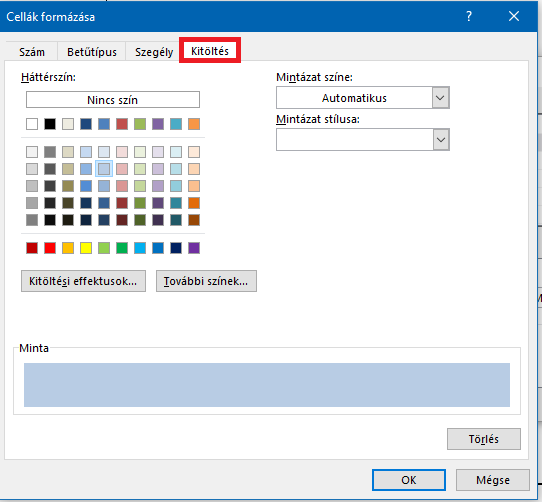 Cellák formázása
?
Szám Betűtípus Szegély Kitöltés
Háttérszín:
Nincs szín
Mintázat színe:
Automatikus
Mintázat stílusa:
Kitöltési effektusok... További színek...
Minta
Törlés
OK Mégse